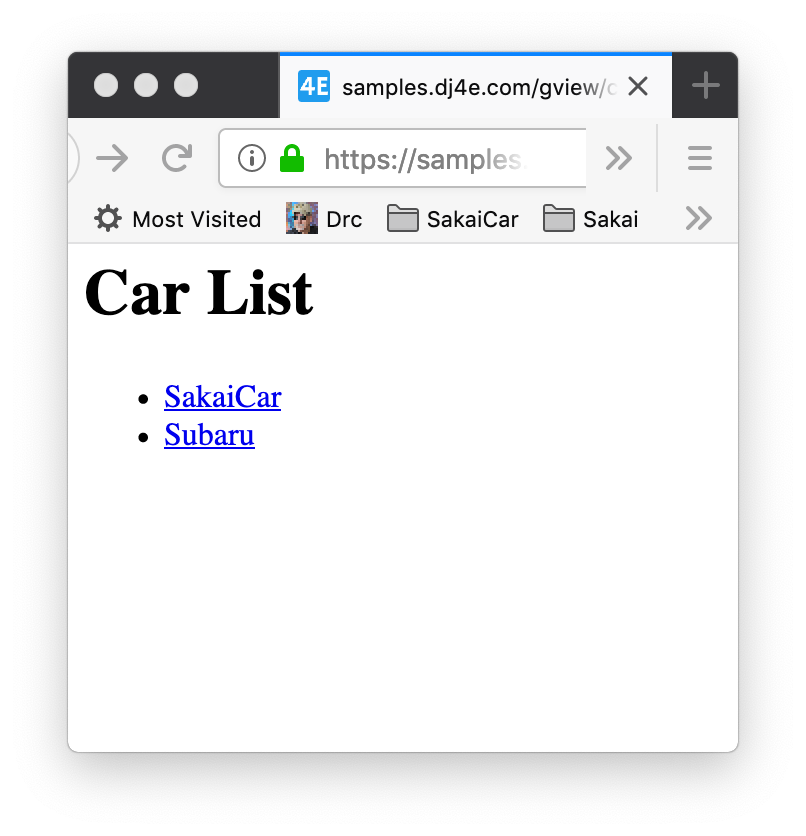 4E samples.dj4e.com/gview/c
https://samples.
Most Visited Drc SakaiCar Sakai
Car List
SakaiCar
Subaru